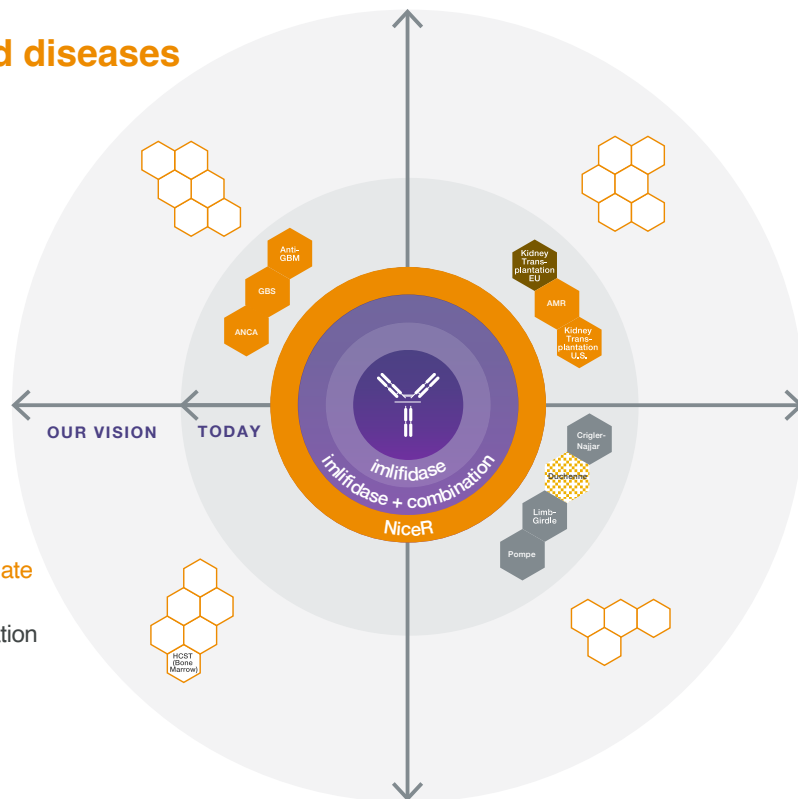 d diseases
Anti-
GBM
GBS
ANCA
Kidney
Trans-
plantation
EU
AMR
Kidney
Trans-
plantation
U.S.
OUR VISION
TODAY
imlifidase
imlifidase + combination
NiceR
Crigler-
Najjar
Duchenne
Limb-
Girdle
Pompe
ate
tion
HCST
(Bone
Marrow)